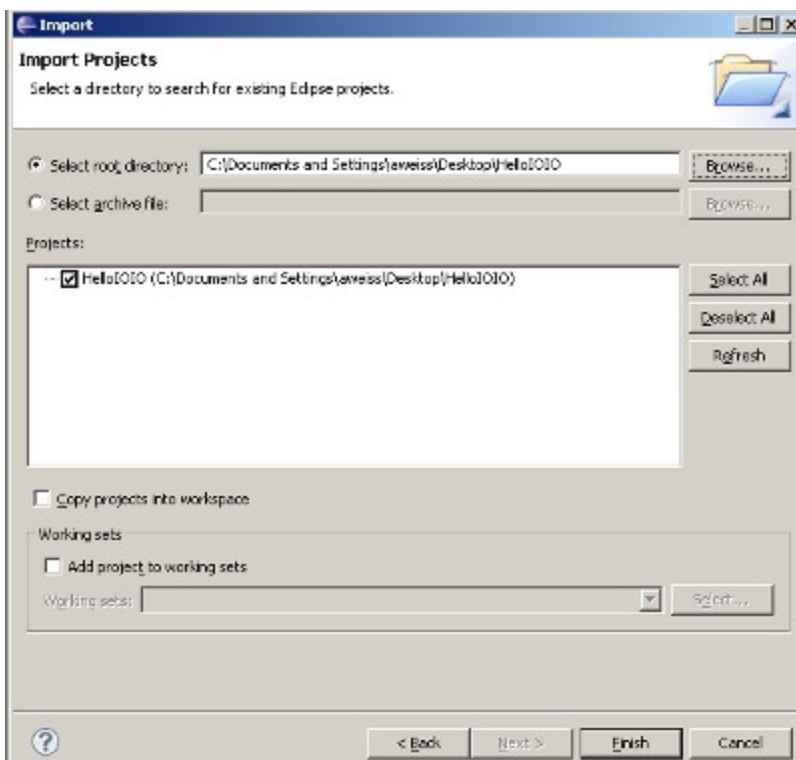 Import
Import Projects
Select a directory to search for existing Eclipse projects.
Select root directory: C:\Documents and Settings\aweiss\Desktop\HelloIOIO Browse...
Select archive file: Browse...
Projects:
HelloIOIO (C:\Documents and Settings\aweiss\Desktop\HelloIOIO)
Select All
Deselect All
Refresh
Copy projects into workspace
Working sets
Add project to working sets
Working sets: Select...
? < Back Next > Finish Cancel